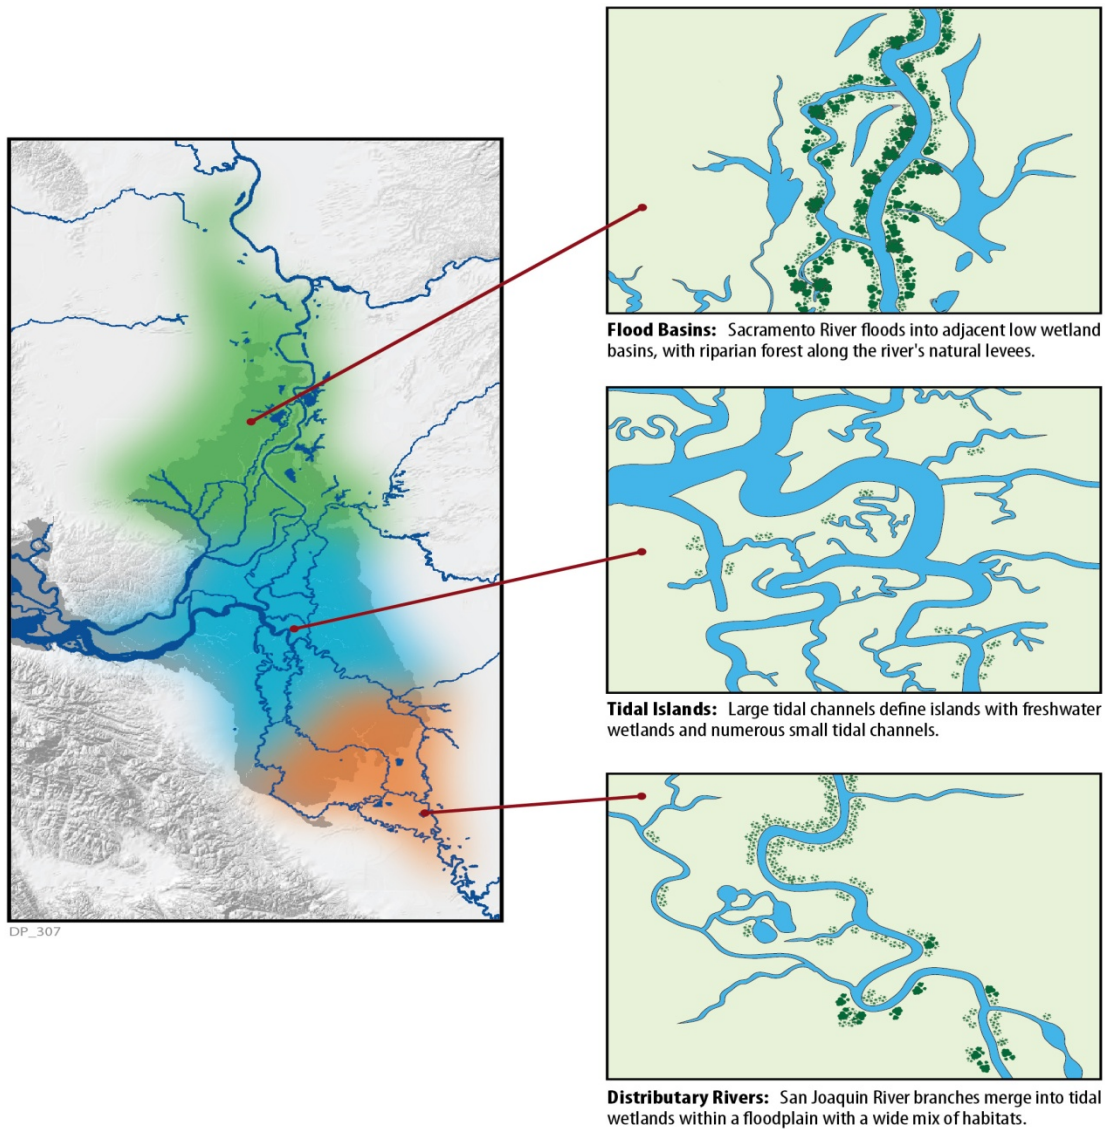 Flood Basins: Sacramento River floods into adjacent low wetland
basins, with riparian forest along the river's natural levees.
Tidal Islands: Large tidal channels define islands with freshwater
wetlands and numerous small tidal channels.
DP_307
Distributary Rivers: San Joaquin River branches merge into tidal
wetlands within a floodplain with a wide mix of habitats.